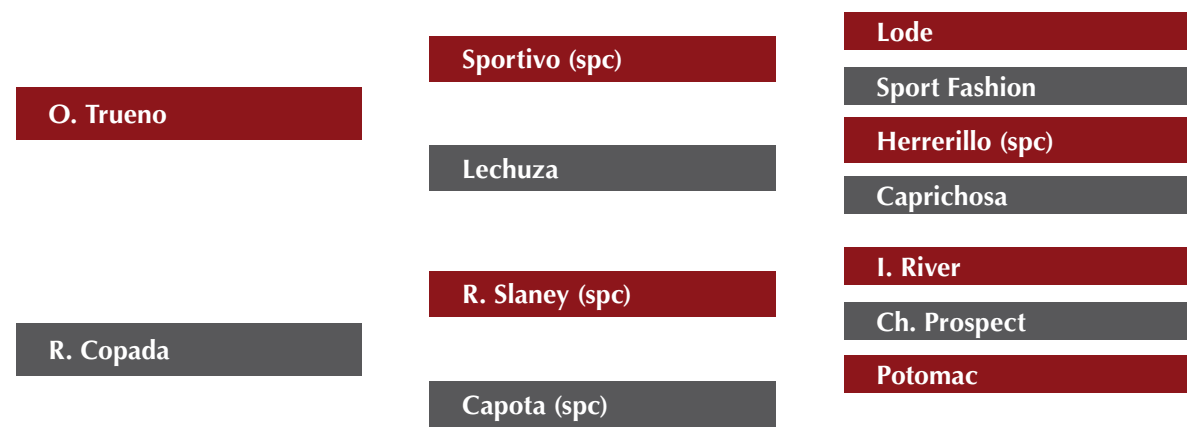 O. Trueno
R. Copada
Sportivo (spc)
Lechuza
R. Slaney (spc)
Capota (spc)
Lode
Sport Fashion
Herrerillo (spc)
Caprichosa
I. River
Ch. Prospect
Potomac